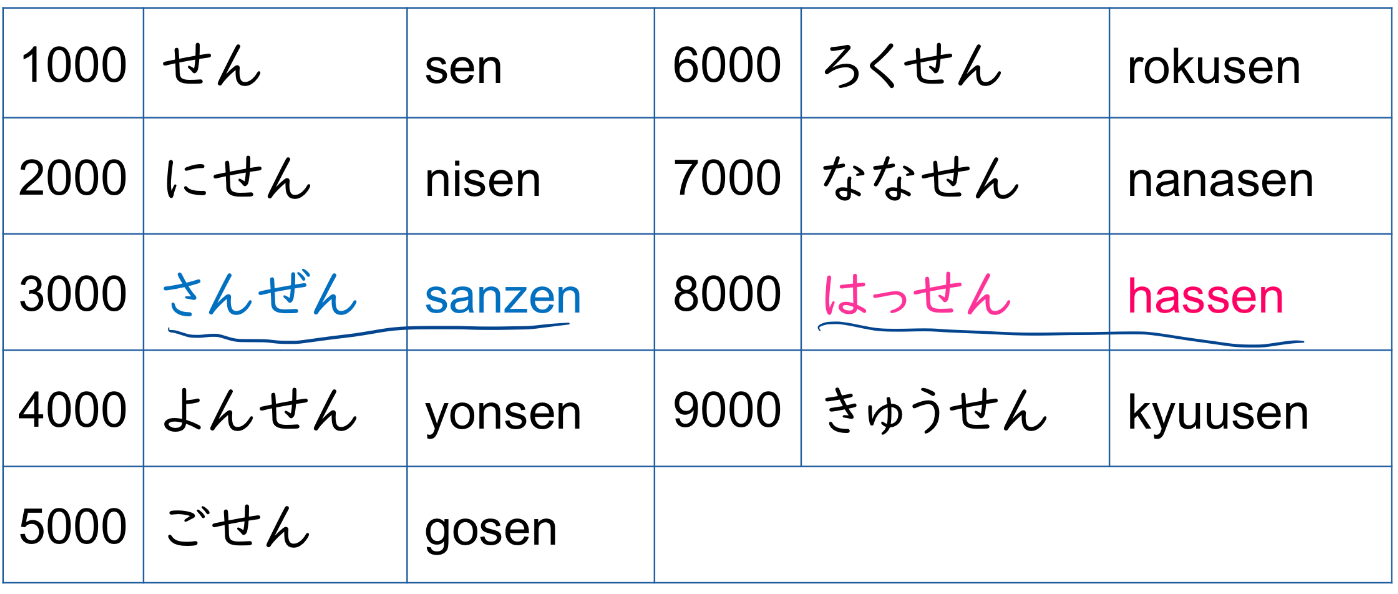 1000 せん sen 6000 ろくせん rokusen
2000 にせん nisen 7000 ななせん nanasen
3000 さんぜん sanzen 8000 はっせん hassen
4000 よんせん yonsen 9000 きゅうせん kyuusen
5000 ごせん gosen